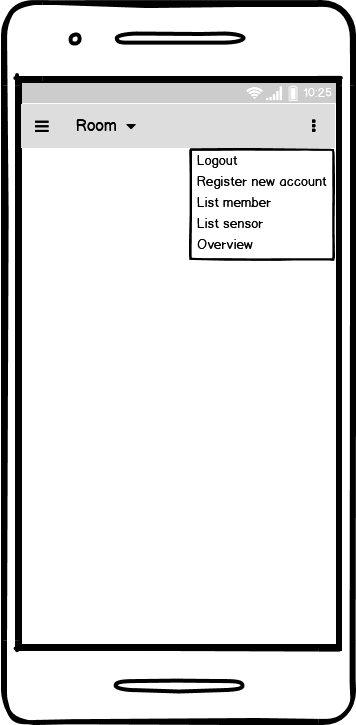 10:25
Room
Logout
Register new account
List member
List sensor
Overview